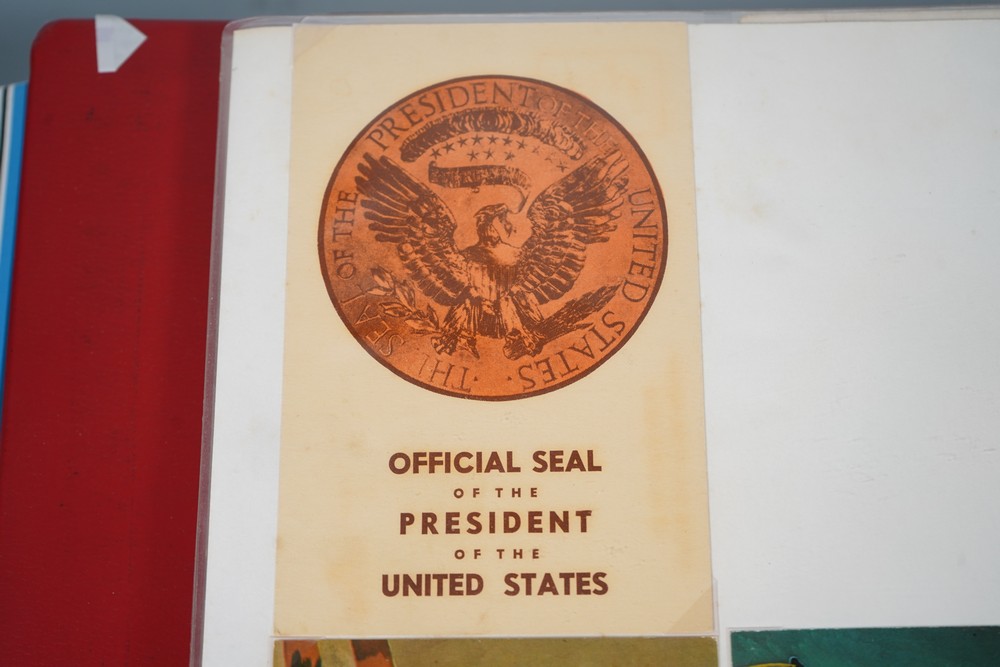 THE SEAL OF THE PRESIDENT OF THE UNITED STATES
OFFICIAL SEAL
OF THE
PRESIDENT
OF THE
UNITED STATES